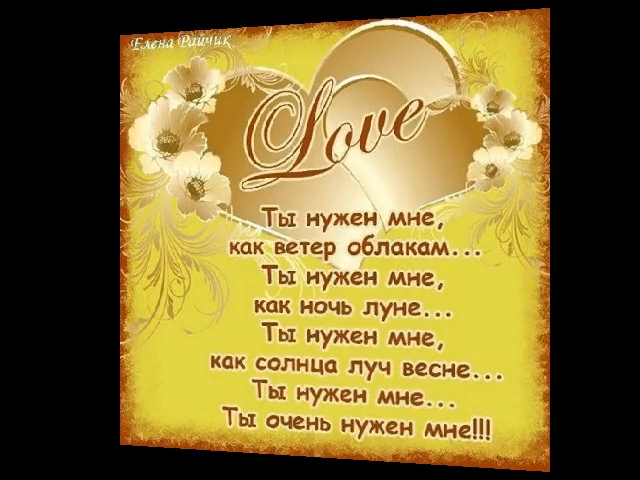 Елена Райчик
Love
Ты нужен мне,
как ветер облакам...
Ты нужен мне,
как ночь луне...
Ты нужен мне,
как солнца луч весне...
Ты нужен мне...
Ты очень нужен мне!!!